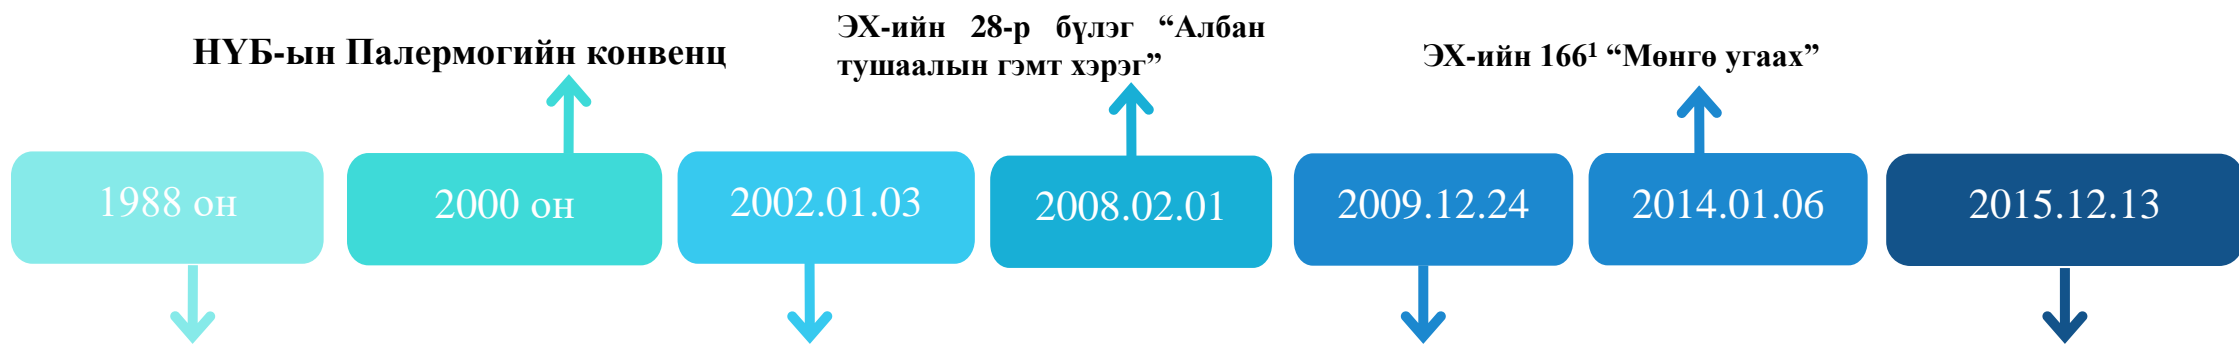 НҮБ-ын Палермогийн конвенц
ЭХ-ийн 28-р бүлэг “Албан
тушаалын гэмт хэрэг”
ЭХ-ийн 166¹ “Мөнгө угаах”
1988 он
2000 он
2002.01.03
2008.02.01
2009.12.24
2014.01.06
2015.12.13